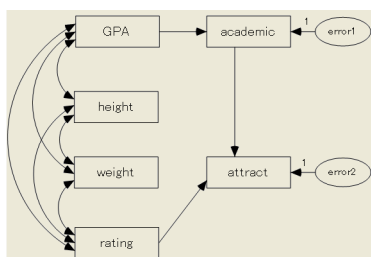 GPA
academic
1
error1
height
weight
attract
1
error2
rating